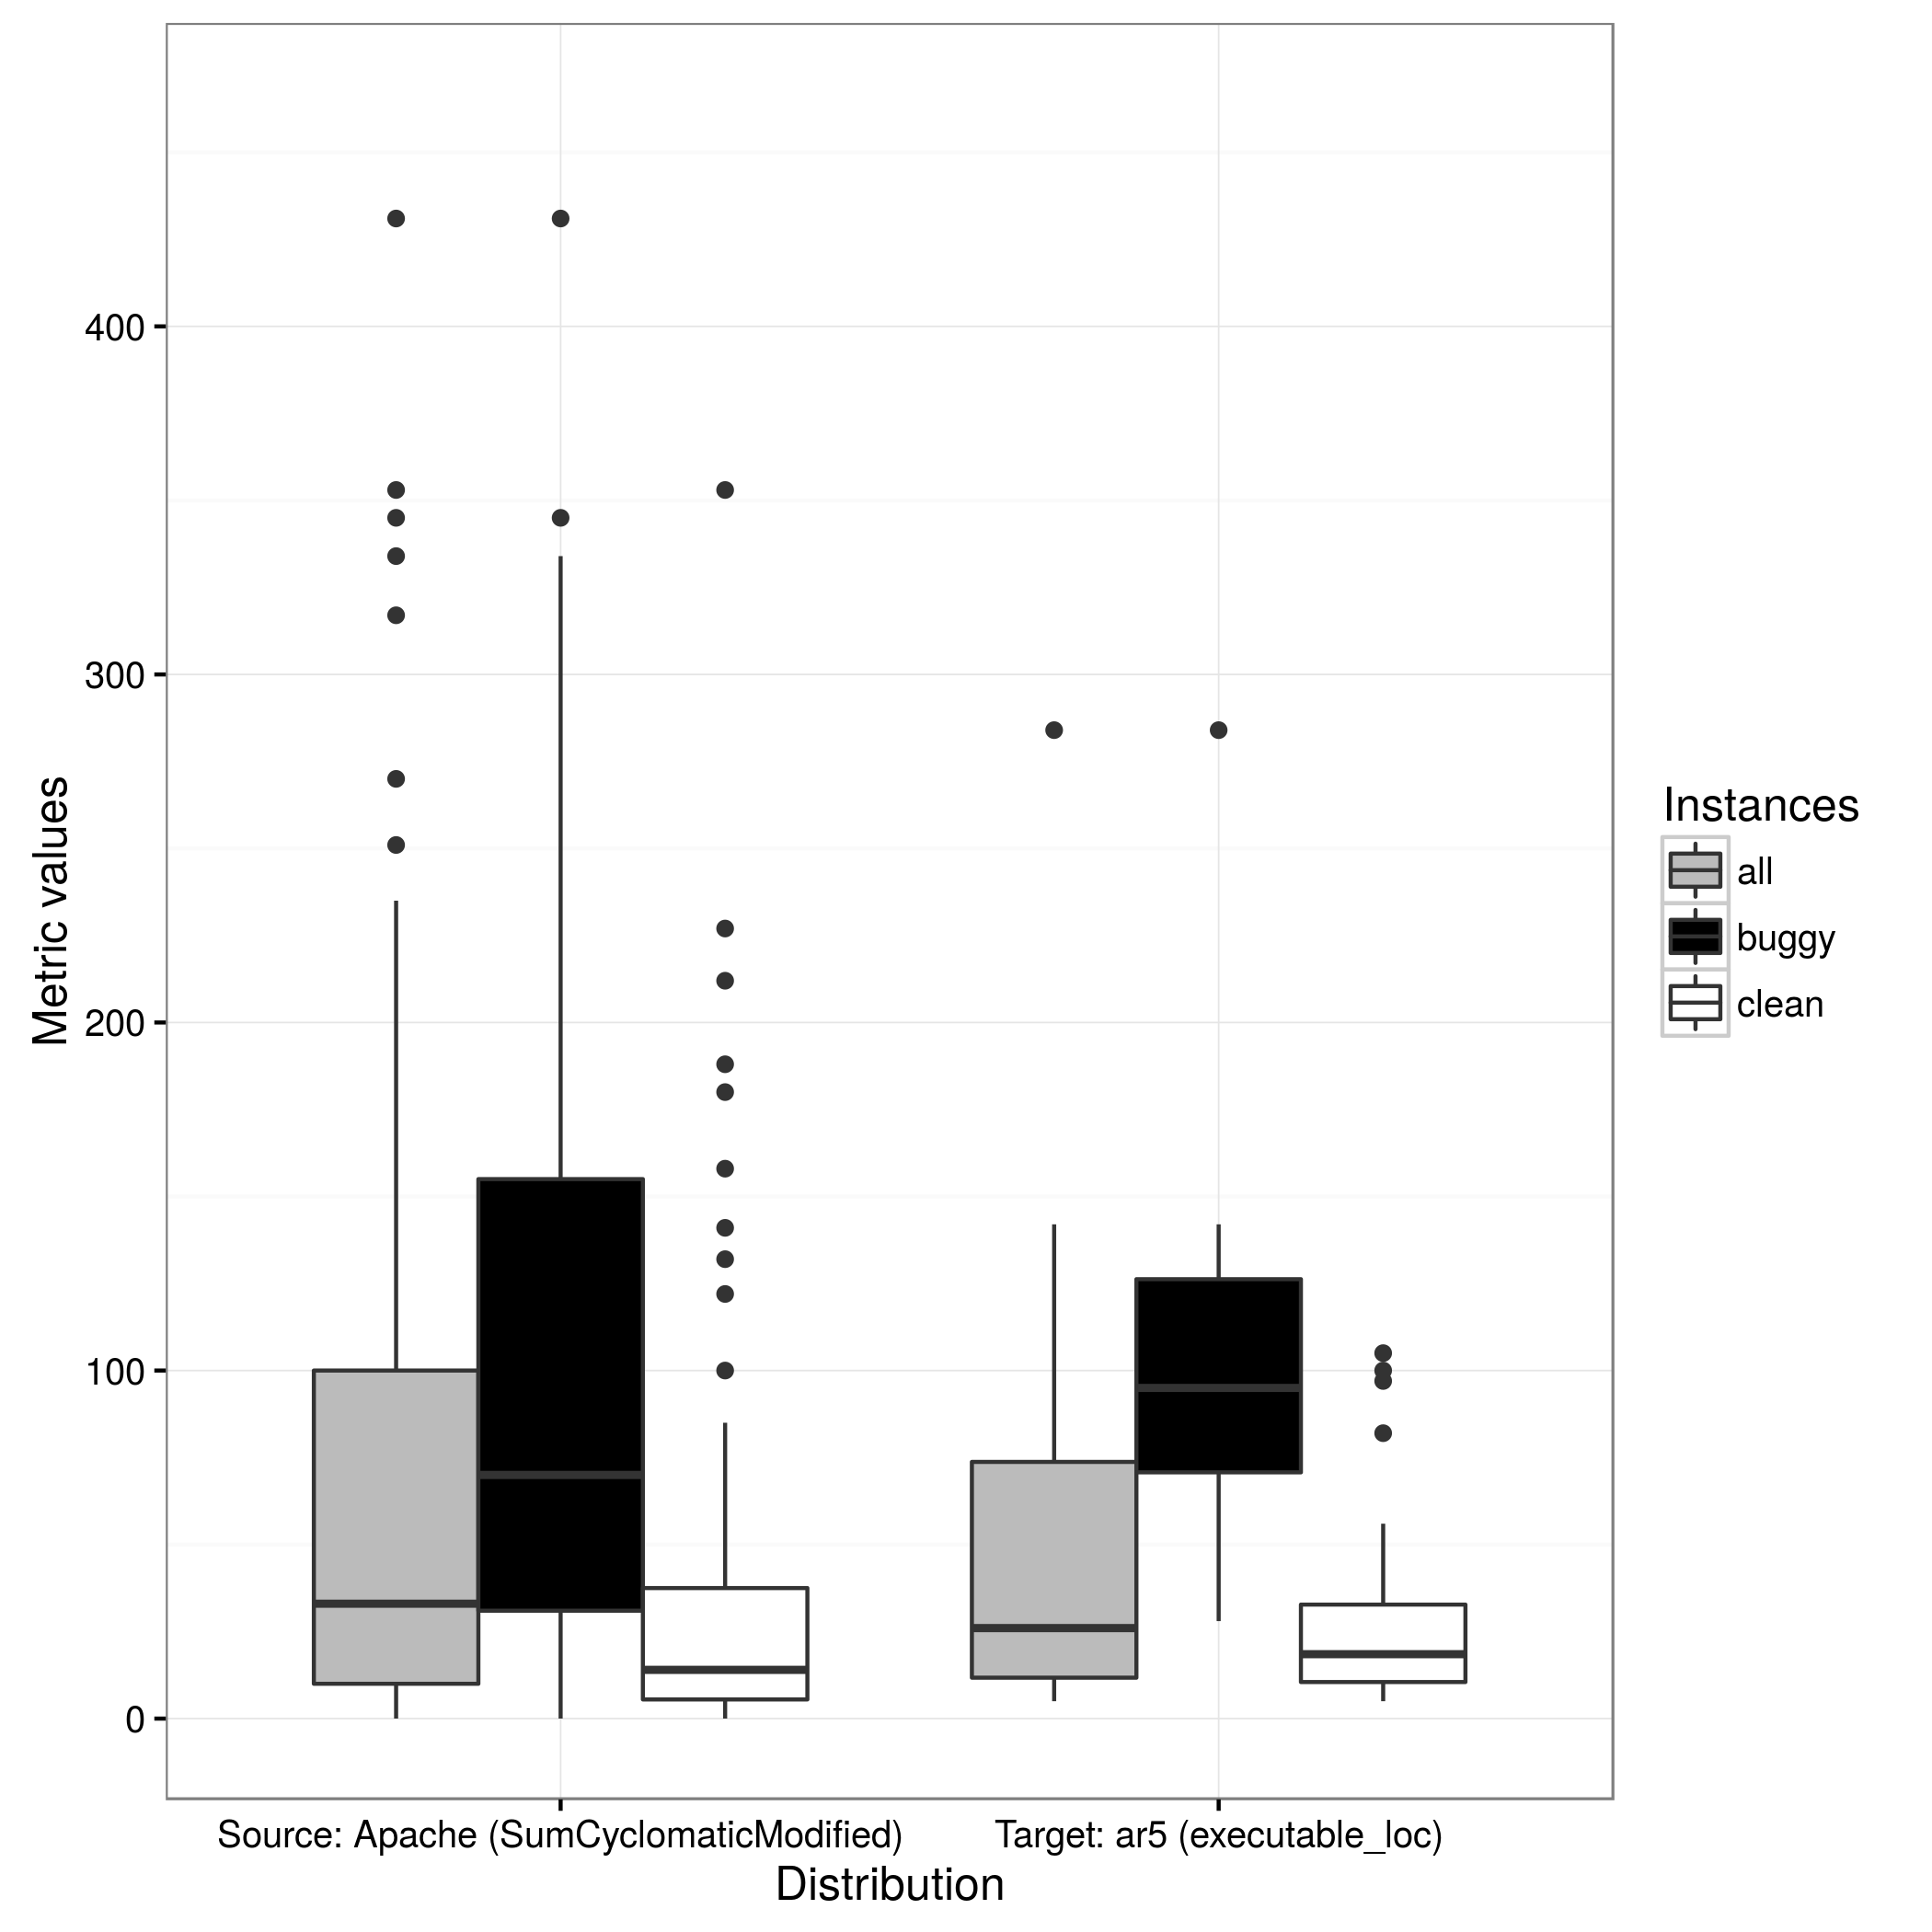 400
300
200
100
0
Metric values
Source: Apache (SumCyclomaticModified)
Target: ar5 (executable_loc)
Distribution
Instances
all
buggy
clean